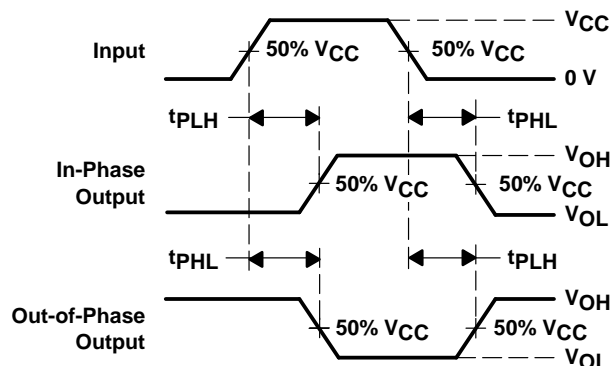 VCC
Input
50% VCC
50% VCC
0 V
tPLH
tPHL
In-Phase
Output
VOH
50% VCC
50% VCC
VOL
tPHL
tPLH
Out-of-Phase
Output
VOH
50% VCC
50% VCC
VOL